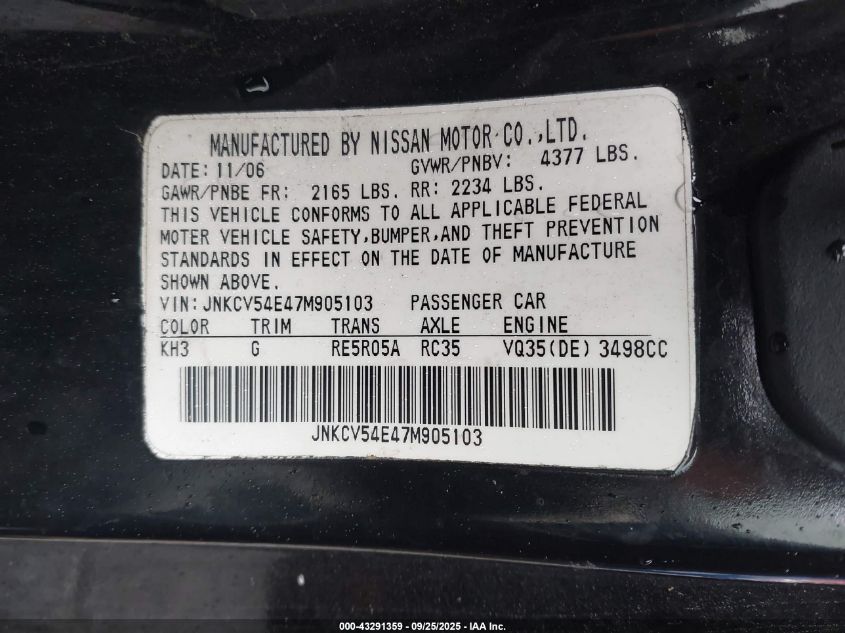 MANUFACTURED BY NISSAN MOTOR CO.,LTD.
DATE: 11/06 GVWR/PNBV: 4377 LBS.
GAWR/PNBE FR: 2165 LBS. RR: 2234 LBS.
THIS VEHICLE CONFORMS TO ALL APPLICABLE FEDERAL
MOTER VEHICLE SAFETY,BUMPER,AND THEFT PREVENTION
STANDARDS IN EFFECT ON THE DATE OF MANUFACTURE
SHOWN ABOVE.
VIN: JNKCV54E47M905103 PASSENGER CAR
COLOR TRIM TRANS AXLE ENGINE
KH3 G RE5R05A RC35 VQ35(DE) 3498CC
JNKCV54E47M905103
000-43291359 - 09/25/2025 - IAA Inc.